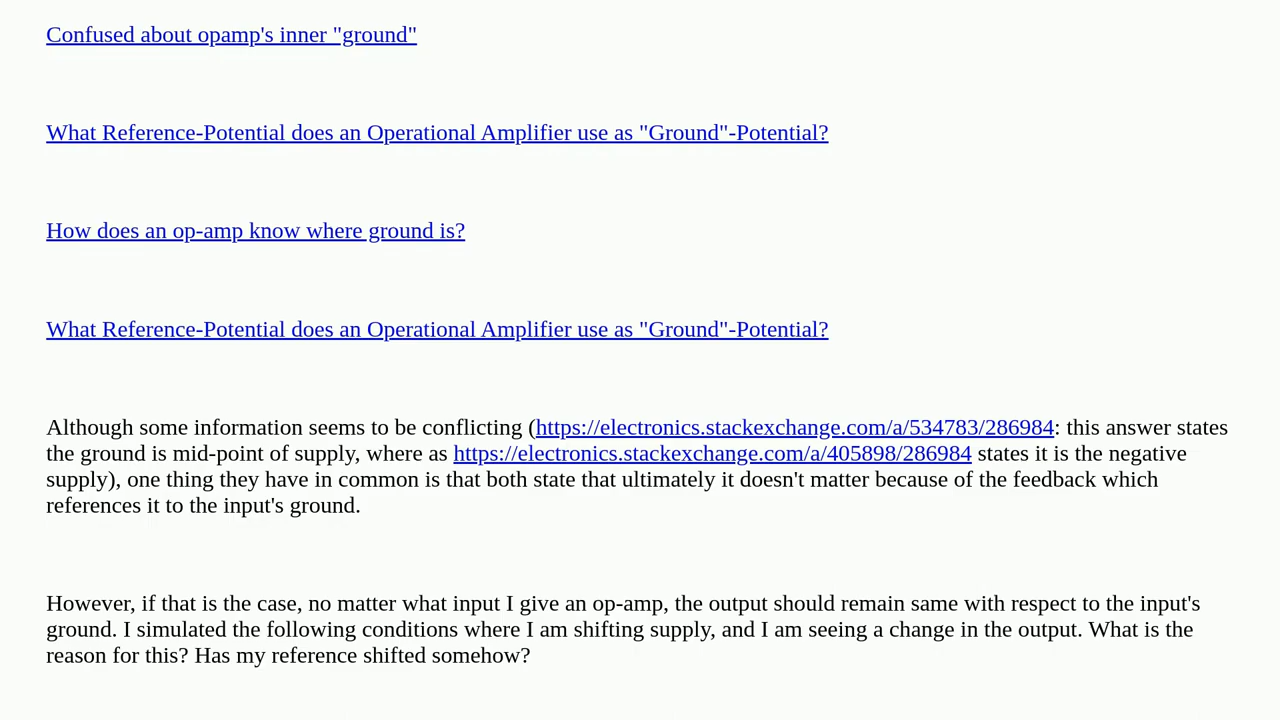 Confused about opamp's inner "ground"
What Reference-Potential does an Operational Amplifier use as "Ground"-Potential?
How does an op-amp know where ground is?
What Reference-Potential does an Operational Amplifier use as "Ground"-Potential?
Although some information seems to be conflicting (https://electronics.stackexchange.com/a/534783/286984: this answer states
the ground is mid-point of supply, where as https://electronics.stackexchange.com/a/405898/286984 states it is the negative
supply), one thing they have in common is that both state that ultimately it doesn't matter because of the feedback which
references it to the input's ground.
However, if that is the case, no matter what input I give an op-amp, the output should remain same with respect to the input's
ground. I simulated the following conditions where I am shifting supply, and I am seeing a change in the output. What is the
reason for this? Has my reference shifted somehow?